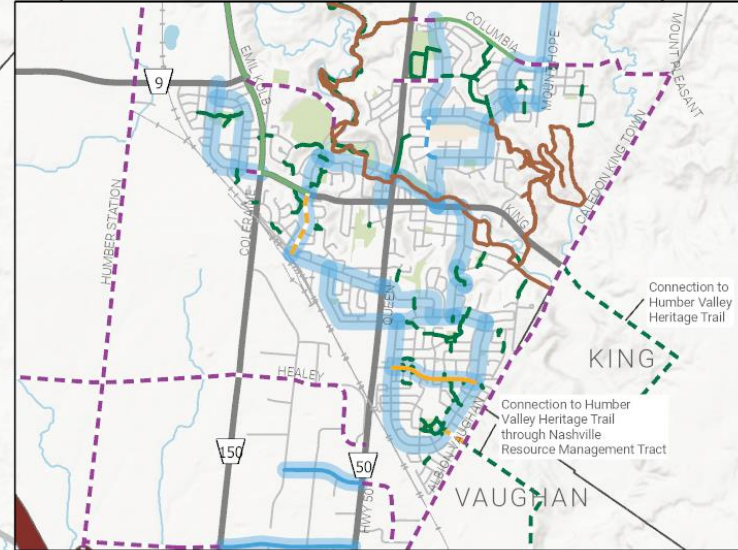 COLUMBIA
MOUNT HOPE
MOUNT PLEASANT
EMIL KOLB
9
CALEDON KING TOWN
HUMBER STATION
COLERAINE
KING
QUEEN
Connection to
Humber Valley
Heritage Trail
KING
HEALEY
Connection to Humber
Valley Heritage Trail
through Nashville
Resource Management Tract
ALBION VAUGHAN
150
50
HWY 50
VAUGHAN